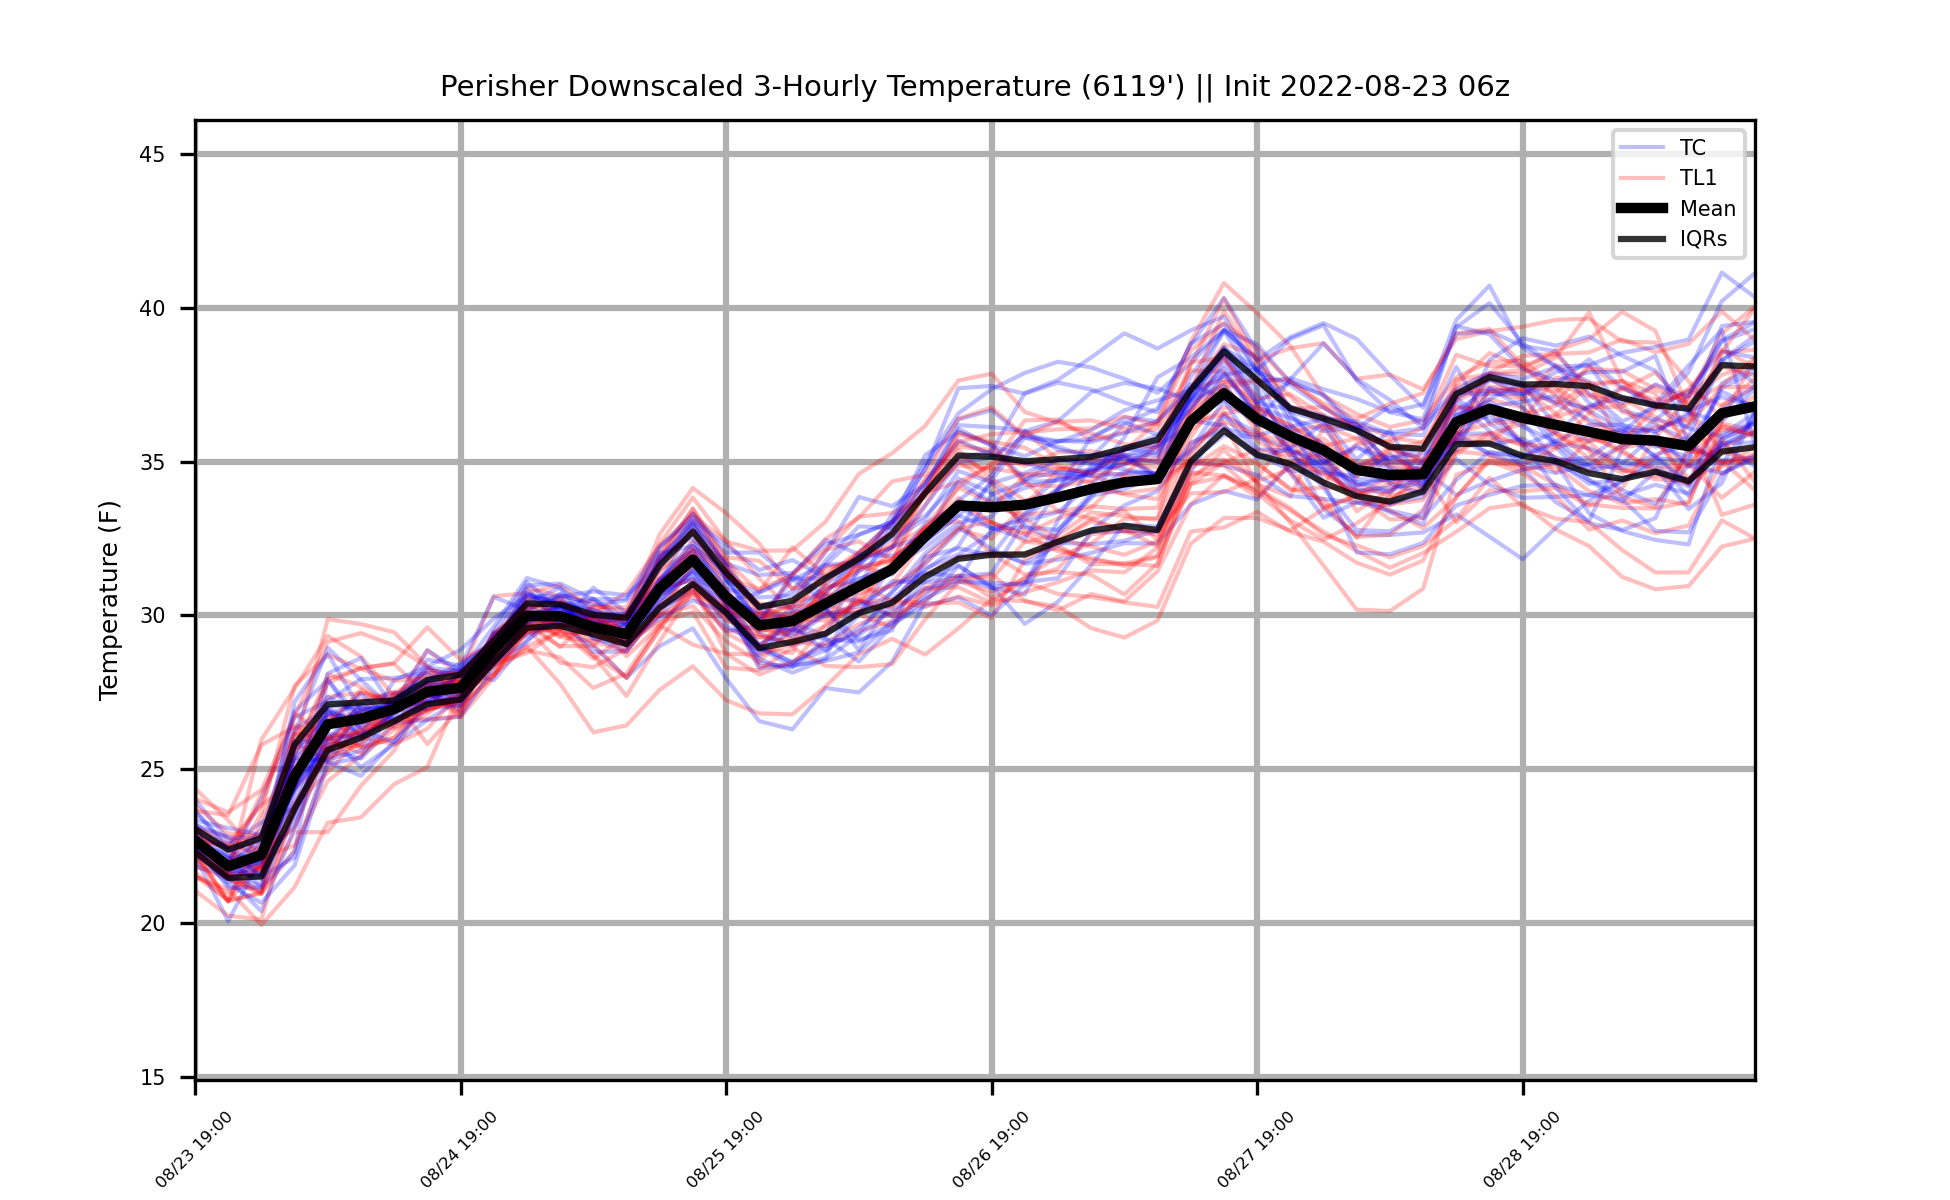 Perisher Downscaled 3-Hourly Temperature (6119') || Init 2022-08-23 06z
TC
TL1
Mean
IQRs
Temperature (F)
45
40
35
30
25
20
15
08/23 19:00
08/24 19:00
08/25 19:00
08/26 19:00
08/27 19:00
08/28 19:00